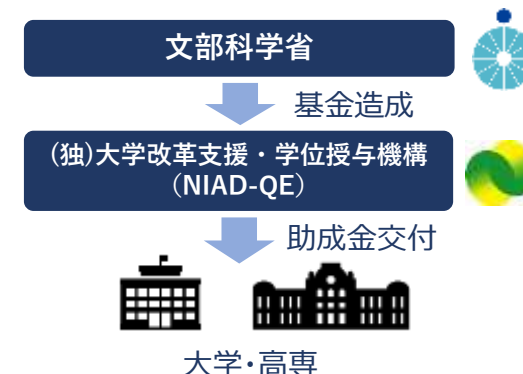 文部科学省
基金造成
(独)大学改革支援・学位授与機構
(NIAD-QE)
助成金交付
大学・高専